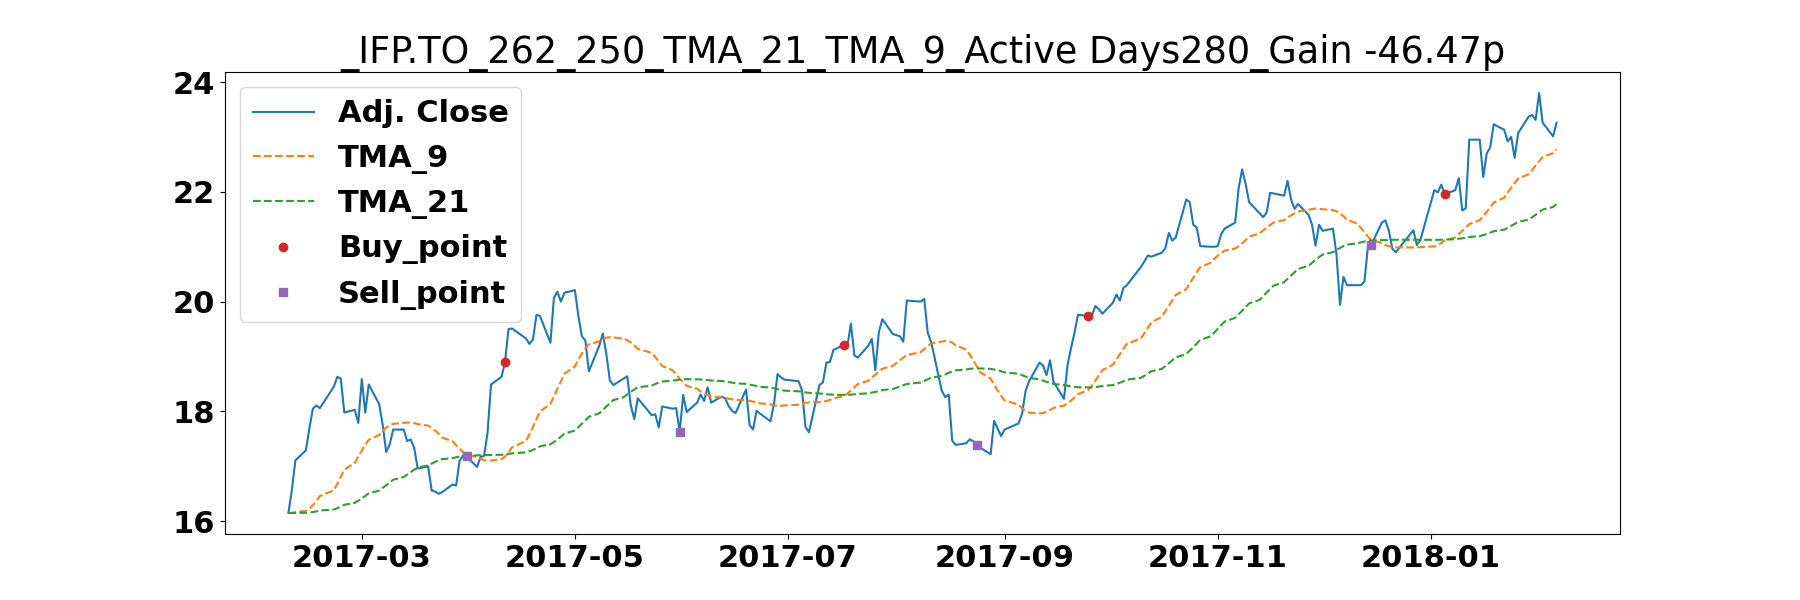 _IFP.TO_262_250_TMA_21_TMA_9_Active Days280_Gain -46.47p
24
22
20
18
16
Adj. Close
TMA_9
TMA_21
Buy_point
Sell_point
2017-03 2017-05 2017-07 2017-09 2017-11 2018-01